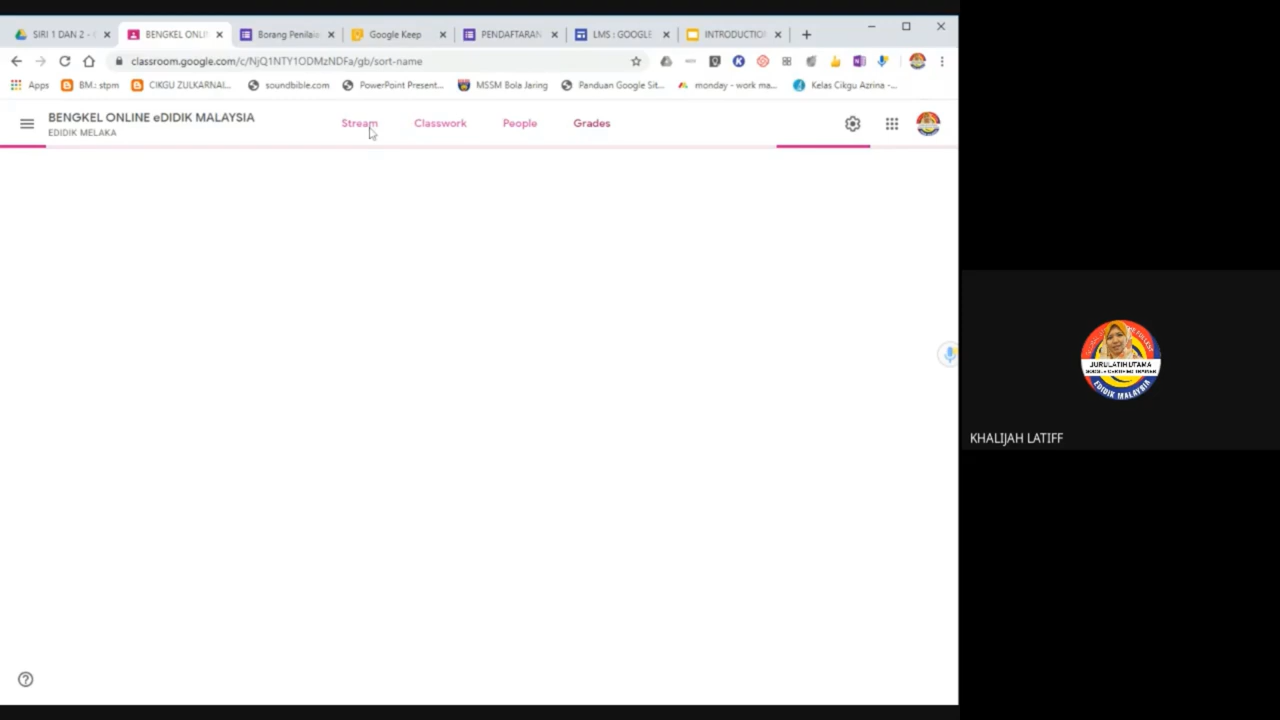 SIRI 1 DAN 2 -
BENGKEL ONLI
Borang Penilai
Google Keep
PENDAFTARAN
LMS : GOOGLE
INTRODUCTIO
classroom.google.com/c/NjQ1NTY1ODMzNDFa/gb/sort-name
Apps
BM.: stpm
CIKGU ZULKARNAI...
soundbible.com
PowerPoint Present...
MSSM Bola Jaring
Panduan Google Sit...
monday - work ma...
Kelas Cikgu Azrina -...
BENGKEL ONLINE eDIDIK MALAYSIA
EDIDIK MELAKA
Stream
Classwork
People
Grades
JURULATIH UTAMA
GOOGLE CERTIFIED TRAINER
EDIDIK MALAYSIA
KHALIJAH LATIFF